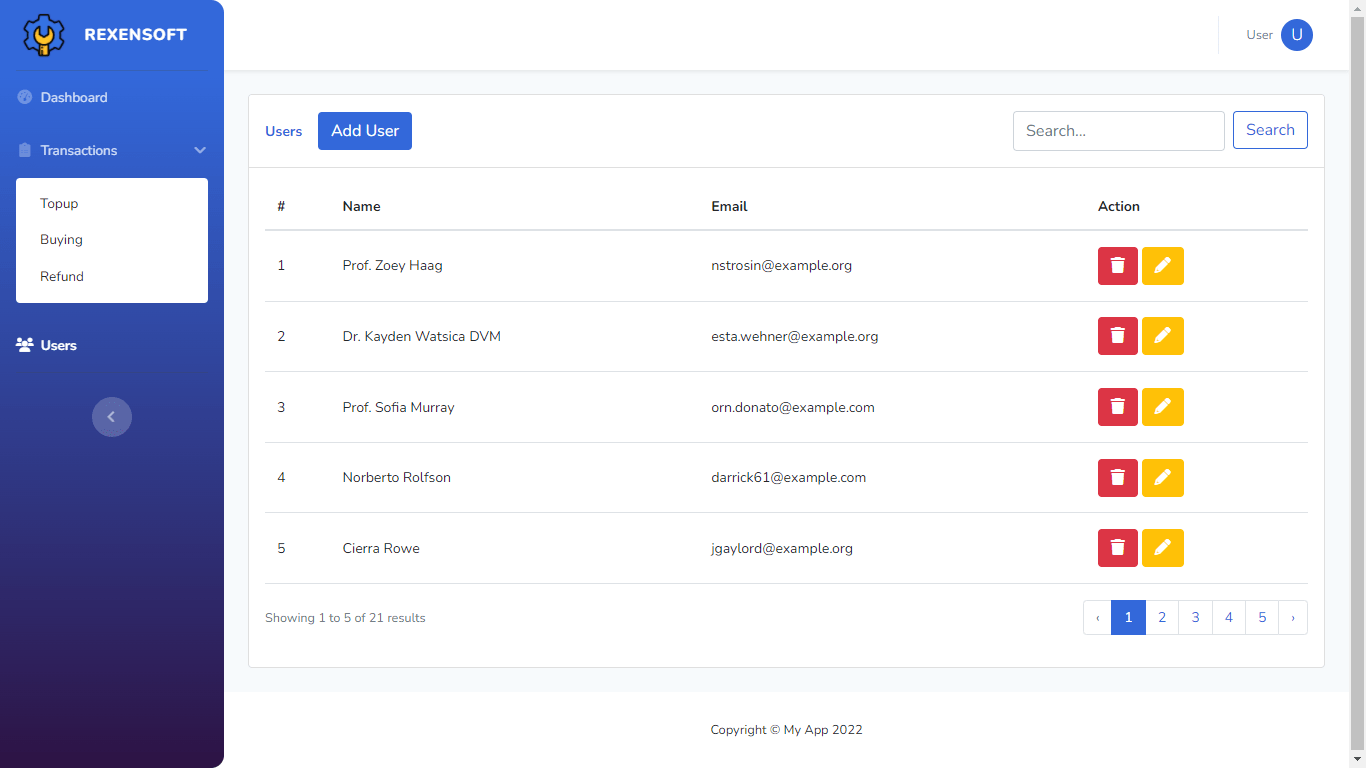 REXENSOFT
User U
Dashboard
Transactions
Topup
Buying
Refund
Users
Users Add User Search... Search
# Name Email Action
1 Prof. Zoey Haag nstrosin@example.org
2 Dr. Kayden Watsica DVM esta.wehner@example.org
3 Prof. Sofia Murray orn.donato@example.com
4 Norberto Rolfson darrick61@example.com
5 Cierra Rowe jgaylord@example.org
Showing 1 to 5 of 21 results ‹ 1 2 3 4 5 ›
Copyright © My App 2022